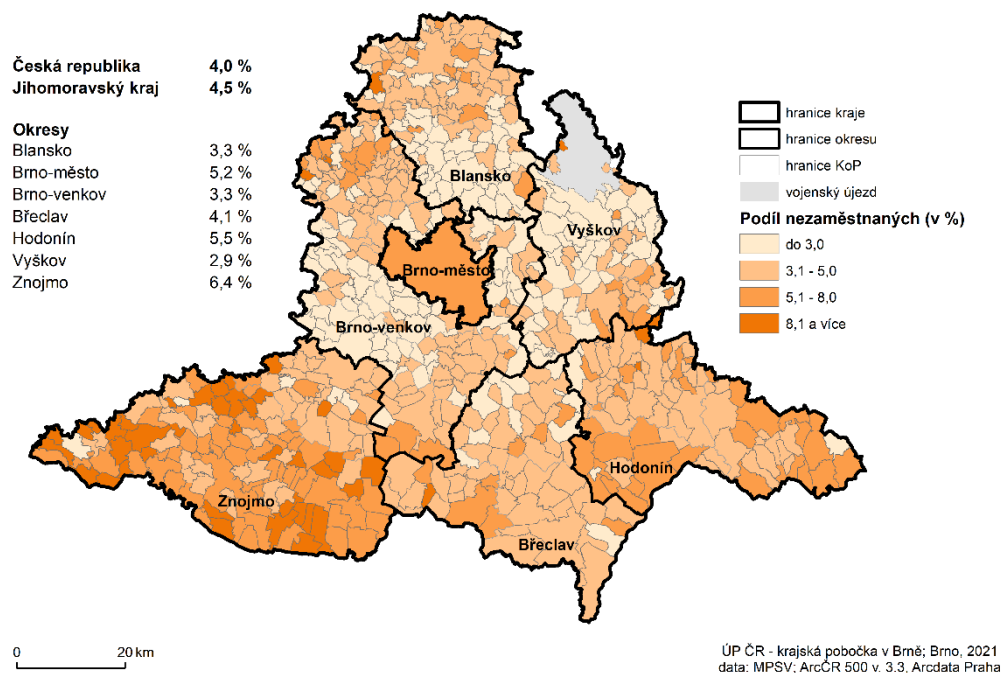 Česká republika 4,0 %
Jihomoravský kraj 4,5 %
Okresy
Blansko 3,3 %
Brno-město 5,2 %
Brno-venkov 3,3 %
Břeclav 4,1 %
Hodonín 5,5 %
Vyškov 2,9 %
Znojmo 6,4 %
hranice kraje
hranice okresu
hranice KoP
vojenský újezd
Podíl nezaměstnaných (v %)
do 3,0
3,1 - 5,0
5,1 - 8,0
8,1 a více
Blansko
Vyškov
Brno-město
Brno-venkov
Hodonín
Znojmo
Břeclav
0 20 km
ÚP ČR - krajská pobočka v Brně; Brno, 2021
data: MPSV; ArcČR 500 v. 3.3, Arcdata Praha